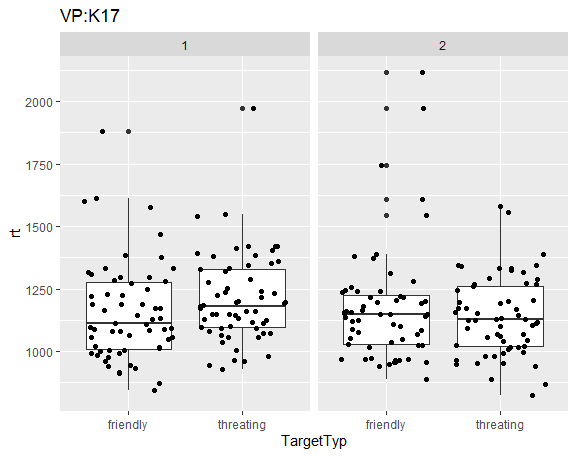 VP:K17
1 2
rt
2000
1750
1500
1250
1000
friendly threating friendly threating
TargetTyp